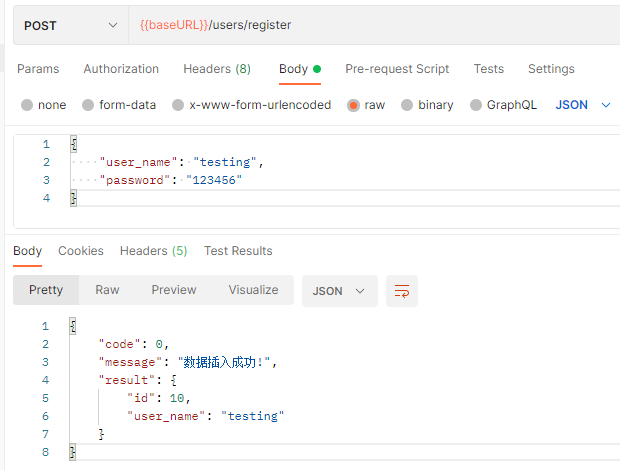 POST {{baseURL}}/users/register
Params Authorization Headers (8) Body Pre-request Script Tests Settings
none form-data x-www-form-urlencoded raw binary GraphQL JSON
1 {
2 ····"user_name":·"testing",
3 ····"password":·"123456"
4 }
Body Cookies Headers (5) Test Results
Pretty Raw Preview Visualize JSON
1 {
2 "code": 0,
3 "message": "数据插入成功!",
4 "result": {
5 "id": 10,
6 "user_name": "testing"
7 }
8 }